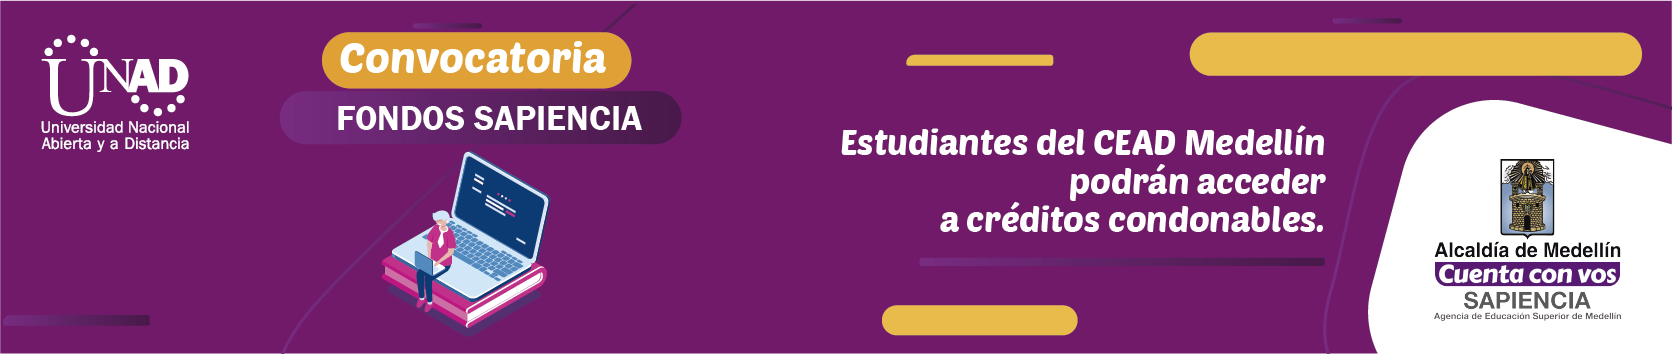 UNAD
Universidad Nacional
Abierta y a Distancia
Convocatoria
FONDOS SAPIENCIA
Estudiantes del CEAD Medellín
podrán acceder
a créditos condonables.
Alcaldía de Medellín
Cuenta con vos
SAPIENCIA
Agencia de Educación Superior de Medellín